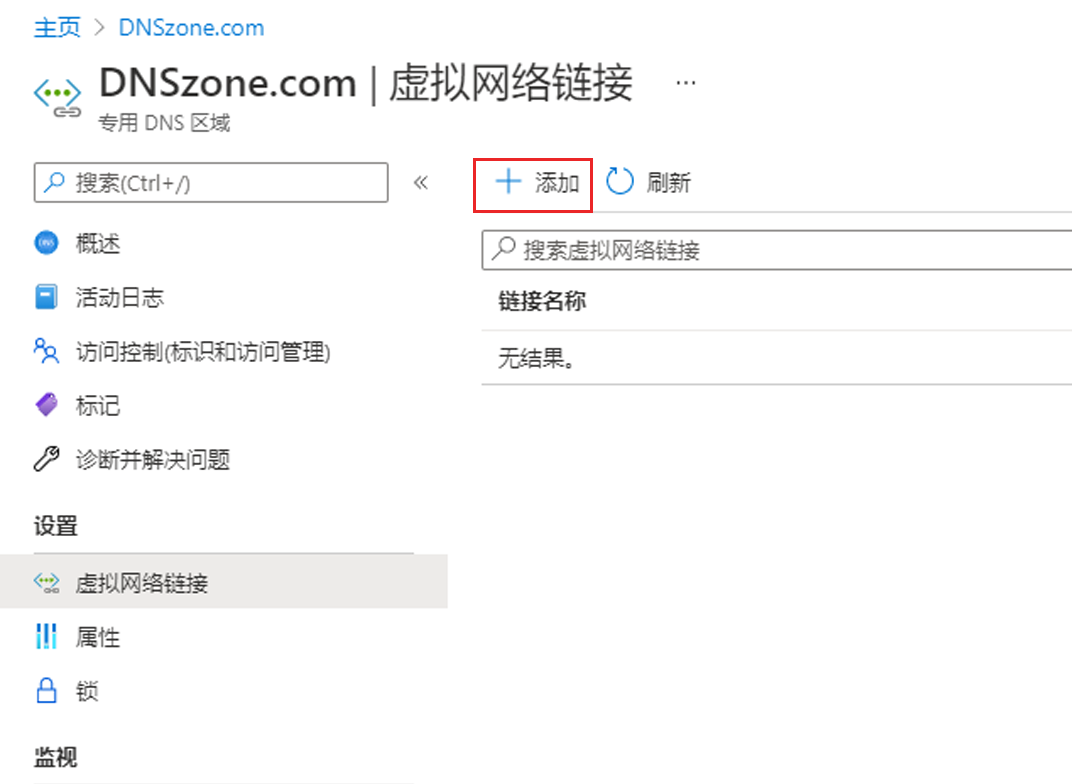 主页 > DNSzone.com
DNSzone.com | 虚拟网络链接 ...
专用 DNS 区域
搜索(Ctrl+/) «
添加 刷新
DNS 概述
搜索虚拟网络链接
活动日志
链接名称
访问控制(标识和访问管理)
无结果。
标记
诊断并解决问题
设置
虚拟网络链接
属性
锁
监视